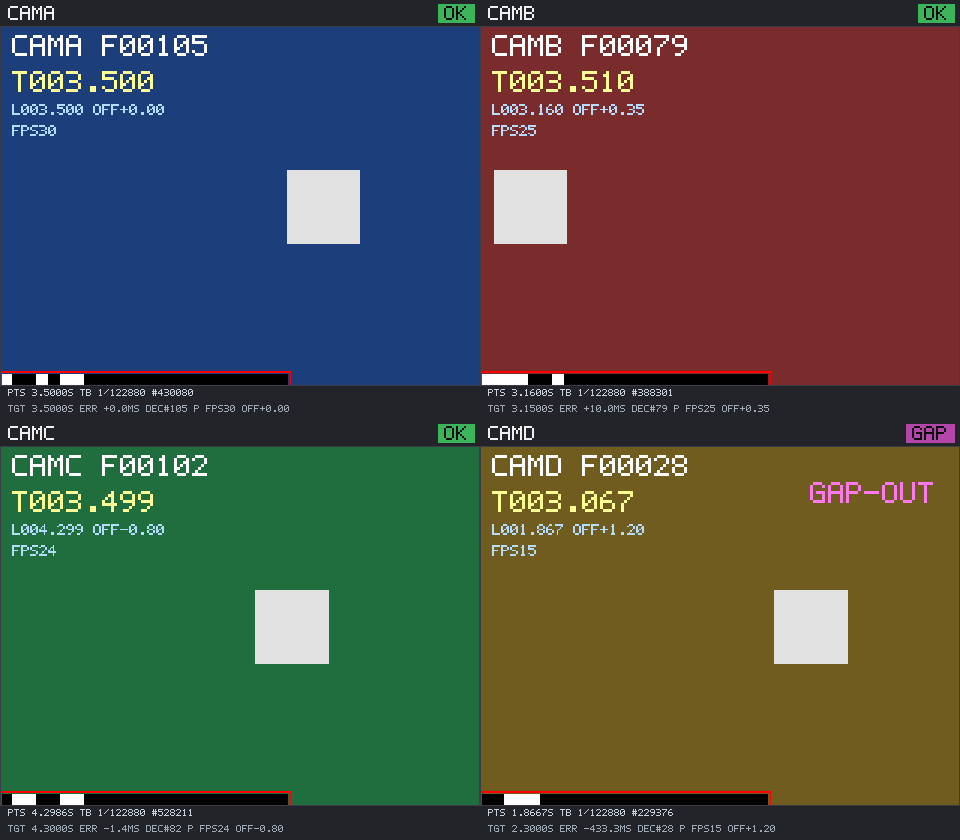 CAMA OK
CAMA F00105
T003.500
L003.500 OFF+0.00
FPS30
PTS 3.5000S TB 1/122880 #430080
TGT 3.5000S ERR +0.0MS DEC#105 P FPS30 OFF+0.00
CAMB OK
CAMB F00079
T003.510
L003.160 OFF+0.35
FPS25
PTS 3.1600S TB 1/122880 #388301
TGT 3.1500S ERR +10.0MS DEC#79 P FPS25 OFF+0.35
CAMC OK
CAMC F00102
T003.499
L004.299 OFF-0.80
FPS24
PTS 4.2986S TB 1/122880 #528211
TGT 4.3000S ERR -1.4MS DEC#82 P FPS24 OFF-0.80
CAMD GAP
CAMD F00028
GAP-OUT
T003.067
L001.867 OFF+1.20
FPS15
PTS 1.8667S TB 1/122880 #229376
TGT 2.3000S ERR -433.3MS DEC#28 P FPS15 OFF+1.20